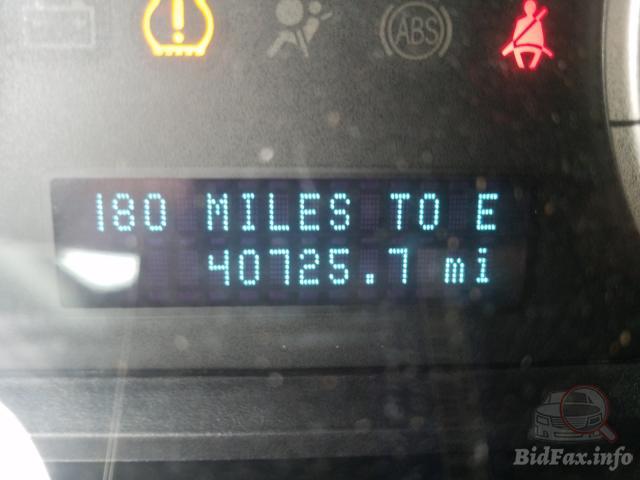 ABS
180 MILES TO E
40725.7 mi
BidFax.info